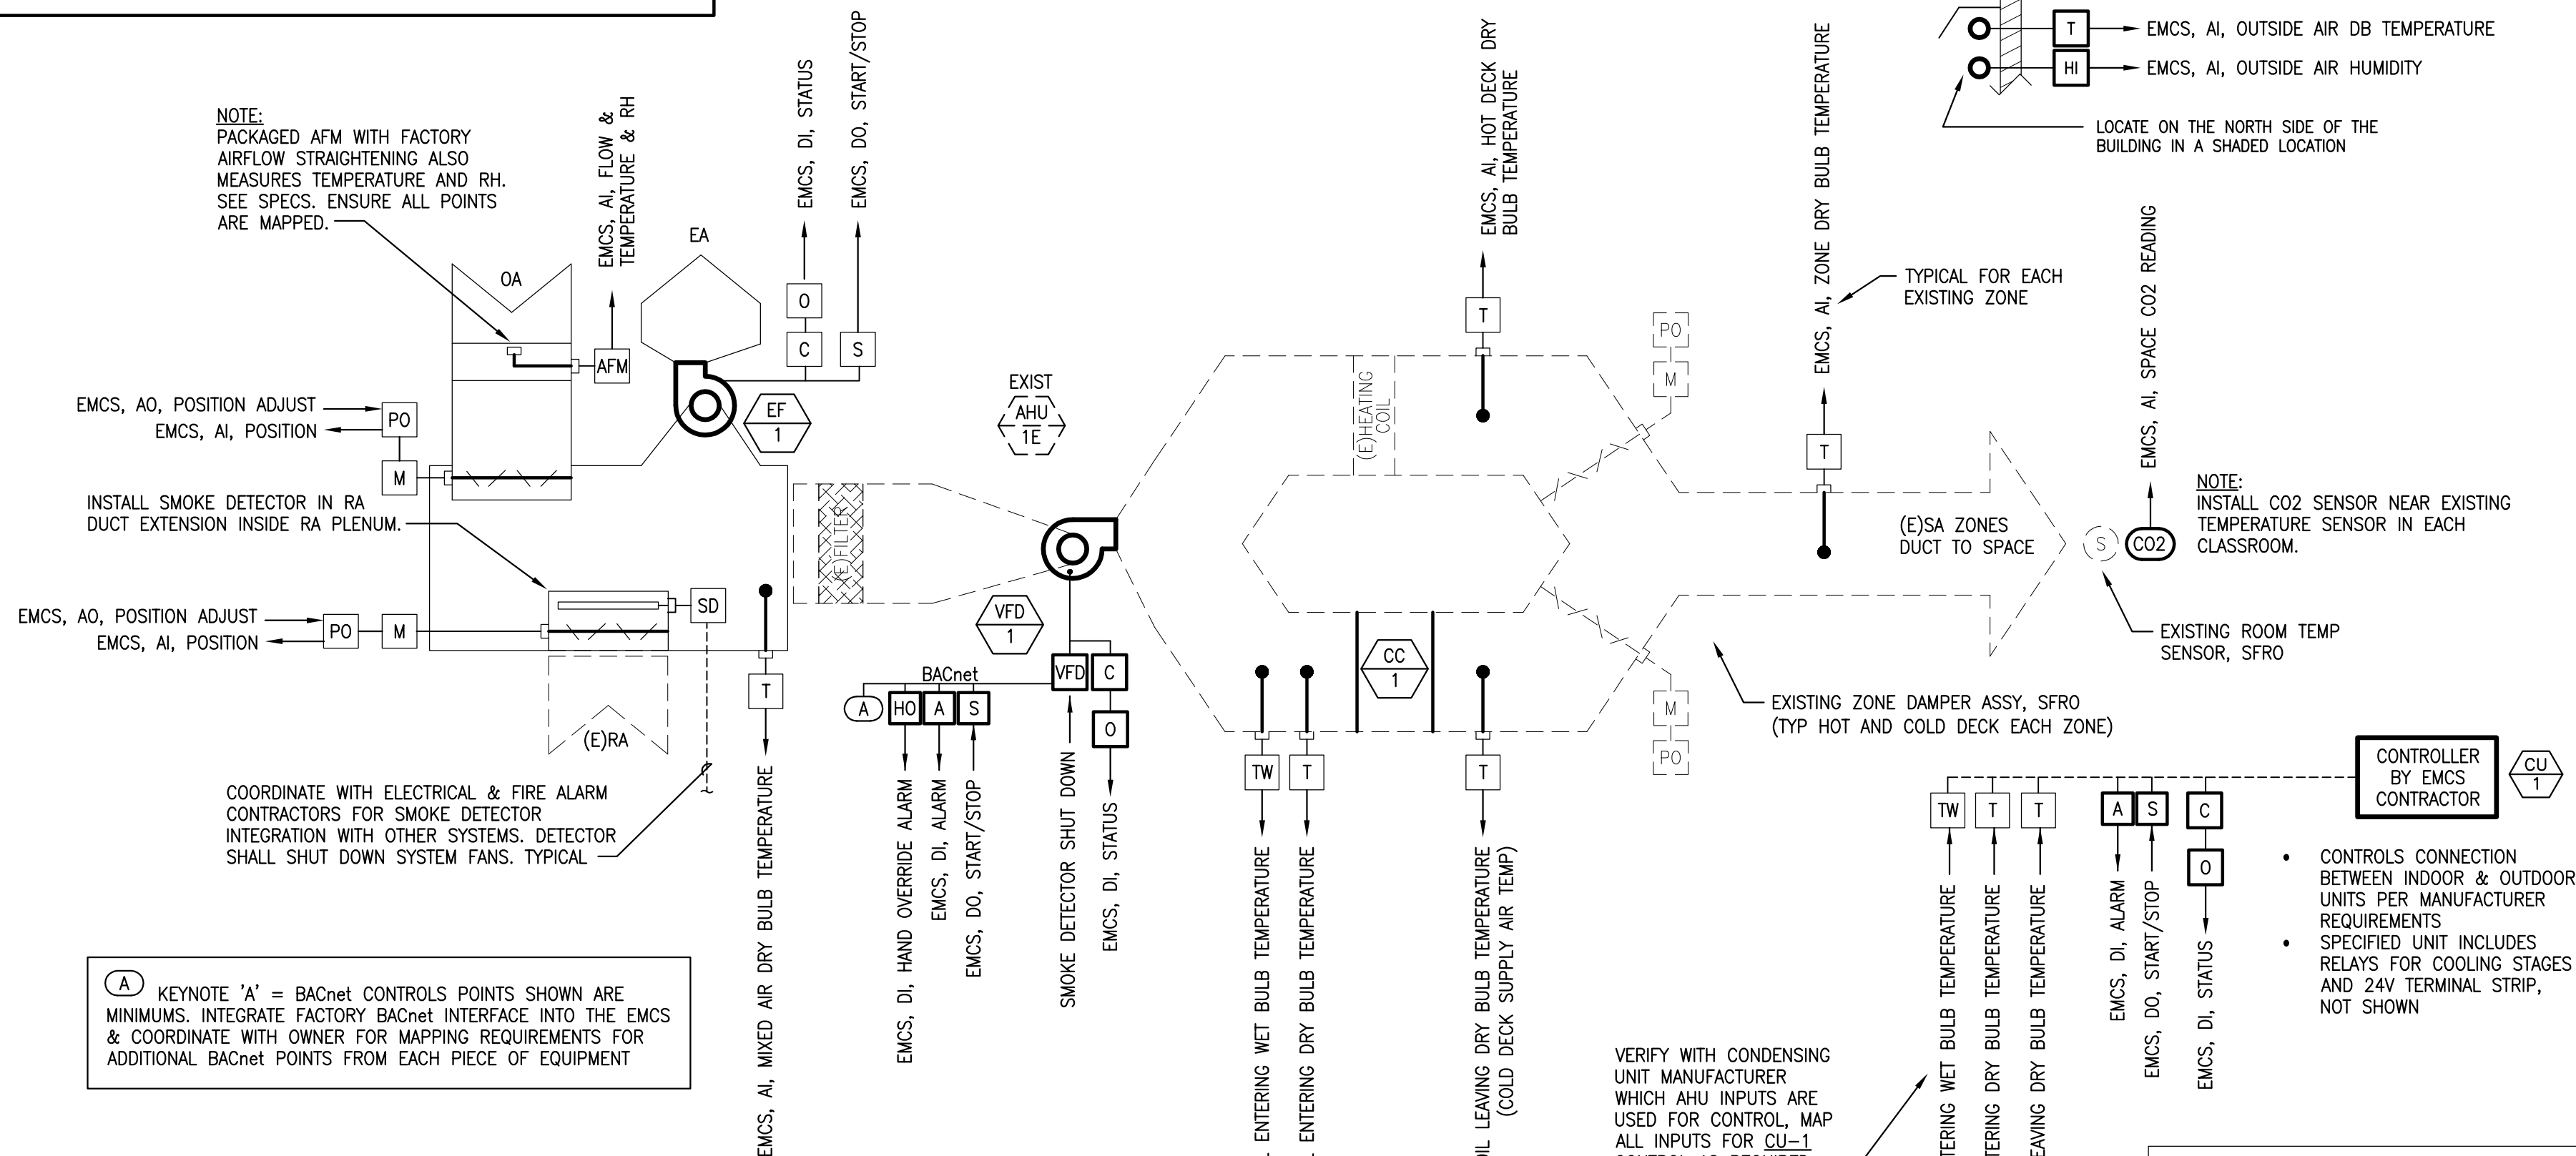 NOTE:
PACKAGED AFM WITH FACTORY
AIRFLOW STRAIGHTENING ALSO
MEASURES TEMPERATURE AND RH.
SEE SPECS. ENSURE ALL POINTS
ARE MAPPED.
OA
EMCS, AI, FLOW &
TEMPERATURE & RH
AFM
EA
EMCS, DI, STATUS
O
C
EMCS, DO, START/STOP
S
EF
1
EMCS, AO, POSITION ADJUST
EMCS, AI, POSITION
PO
M
INSTALL SMOKE DETECTOR IN RA
DUCT EXTENSION INSIDE RA PLENUM.
EMCS, AO, POSITION ADJUST
EMCS, AI, POSITION
PO
M
SD
(E)RA
COORDINATE WITH ELECTRICAL & FIRE ALARM
CONTRACTORS FOR SMOKE DETECTOR
INTEGRATION WITH OTHER SYSTEMS. DETECTOR
SHALL SHUT DOWN SYSTEM FANS. TYPICAL
T
EMCS, AI, MIXED AIR DRY BULB TEMPERATURE
A
KEYNOTE 'A' = BACnet CONTROLS POINTS SHOWN ARE
MINIMUMS. INTEGRATE FACTORY BACnet INTERFACE INTO THE EMCS
& COORDINATE WITH OWNER FOR MAPPING REQUIREMENTS FOR
ADDITIONAL BACnet POINTS FROM EACH PIECE OF EQUIPMENT
(E)FILTER
EXIST
AHU
1E
VFD
1
BACnet
A
HO
A
S
VFD
C
O
EMCS, DI, HAND OVERRIDE ALARM
EMCS, DI, ALARM
EMCS, DO, START/STOP
SMOKE DETECTOR SHUT DOWN
EMCS, DI, STATUS
(E)HEATING
COIL
EMCS, AI, HOT DECK DRY
BULB TEMPERATURE
T
PO
M
CC
1
TW
T
T
ENTERING WET BULB TEMPERATURE
ENTERING DRY BULB TEMPERATURE
LEAVING DRY BULB TEMPERATURE
(COLD DECK SUPPLY AIR TEMP)
M
PO
EMCS, AI, ZONE DRY BULB TEMPERATURE
T
TYPICAL FOR EACH
EXISTING ZONE
(E)SA ZONES
DUCT TO SPACE
EXISTING ZONE DAMPER ASSY, SFRO
(TYP HOT AND COLD DECK EACH ZONE)
T
EMCS, AI, OUTSIDE AIR DB TEMPERATURE
HI
EMCS, AI, OUTSIDE AIR HUMIDITY
LOCATE ON THE NORTH SIDE OF THE
BUILDING IN A SHADED LOCATION
EMCS, AI, SPACE CO2 READING
S
CO2
NOTE:
INSTALL CO2 SENSOR NEAR EXISTING
TEMPERATURE SENSOR IN EACH
CLASSROOM.
EXISTING ROOM TEMP
SENSOR, SFRO
CONTROLLER
BY EMCS
CONTRACTOR
CU
1
TW
T
T
A
S
C
O
WET BULB TEMPERATURE
DRY BULB TEMPERATURE
DRY BULB TEMPERATURE
EMCS, DI, ALARM
EMCS, DO, START/STOP
EMCS, DI, STATUS
• CONTROLS CONNECTION
BETWEEN INDOOR & OUTDOOR
UNITS PER MANUFACTURER
REQUIREMENTS
• SPECIFIED UNIT INCLUDES
RELAYS FOR COOLING STAGES
AND 24V TERMINAL STRIP,
NOT SHOWN
VERIFY WITH CONDENSING
UNIT MANUFACTURER
WHICH AHU INPUTS ARE
USED FOR CONTROL, MAP
ALL INPUTS FOR CU-1